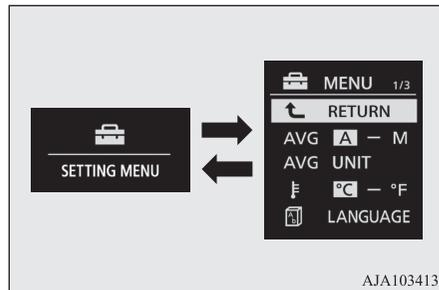 SETTING MENU
MENU 1/3
RETURN
AVG A – M
AVG UNIT
°C – °F
A b LANGUAGE
AJA103413